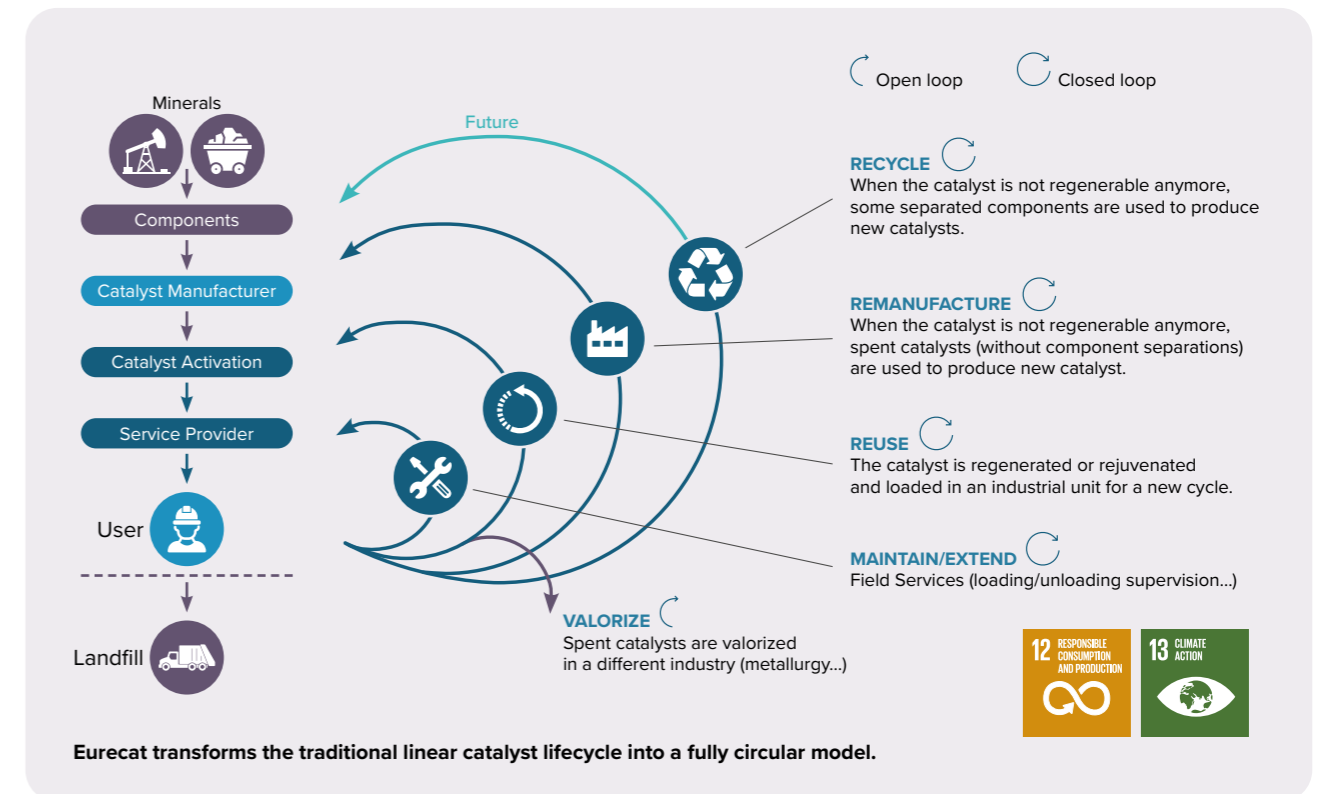 Open loop
Closed loop
Minerals
Components
Catalyst Manufacturer
Catalyst Activation
Service Provider
User
Landfill
Future
RECYCLE
When the catalyst is not regenerable anymore,
some separated components are used to produce
new catalysts.
REMANUFACTURE
When the catalyst is not regenerable anymore,
spent catalysts (without component separations)
are used to produce new catalyst.
REUSE
The catalyst is regenerated or rejuvenated
and loaded in an industrial unit for a new cycle.
MAINTAIN/EXTEND
Field Services (loading/unloading supervision...)
VALORIZE
Spent catalysts are valorized
in a different industry (metallurgy...)
12 RESPONSIBLE
CONSUMPTION
AND PRODUCTION
13 CLIMATE
ACTION
Eurecat transforms the traditional linear catalyst lifecycle into a fully circular model.